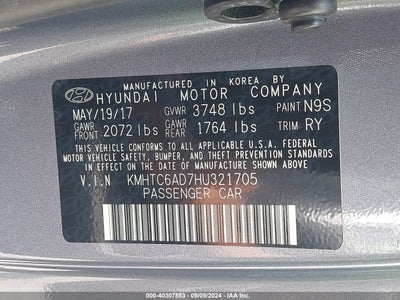 MANUFACTURED IN KOREA BY
HYUNDAI MOTOR COMPANY
MAY/19/17 GVWR 3748 lbs PAINT N9S
GAWR FRONT 2072 lbs GAWR REAR 1764 lbs TRIM RY
THIS VEHICLE CONFORMS TO ALL APPLICABLE U.S.A FEDERAL
MOTOR VEHICLE SAFETY, BUMPER, AND THEFT PREVENTION STANDARDS
IN EFFECT ON THE DATE OF MANUFACTURE SHOWN ABOVE.
V.I.N KMHTC6AD7HU321705
PASSENGER CAR
000-40307553 - 09/09/2024 - IAA, Inc.